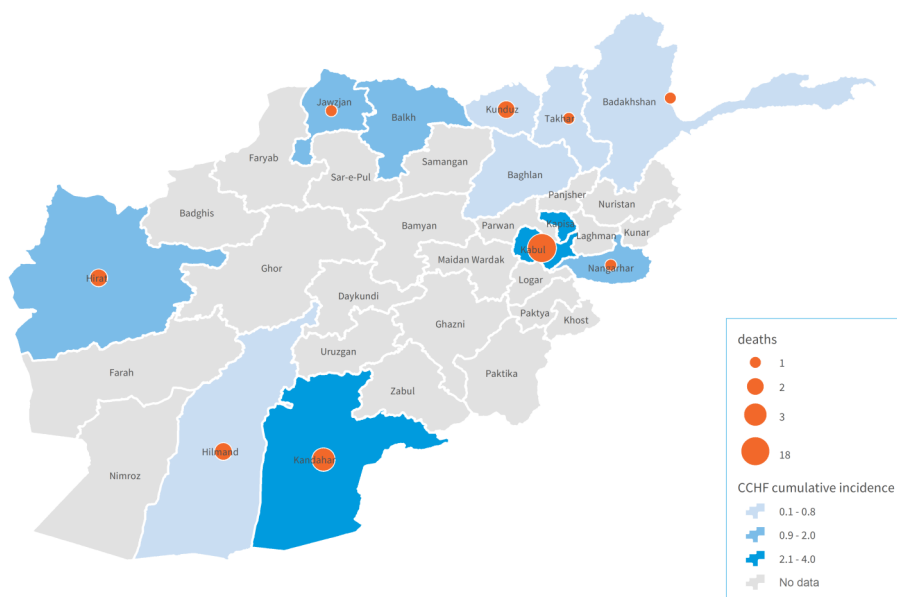 Badakhshan
Jawzjan
Kunduz
Balkh
Takhar
Faryab
Samangan
Sar-e-Pul
Baghlan
Panjsher
Nuristan
Badghis
Bamyan
Parwan
Kapisa
Laghman
Kunar
Kabul
Maidan Wardak
Ghor
Nangarhar
Hirat
Logar
Daykundi
Paktya
Khost
Ghazni
Uruzgan
Farah
Zabul
Paktika
Hilmand
Kandahar
Nimroz
deaths
1
2
3
18
CCHF cumulative incidence
0.1 - 0.8
0.9 - 2.0
2.1 - 4.0
No data